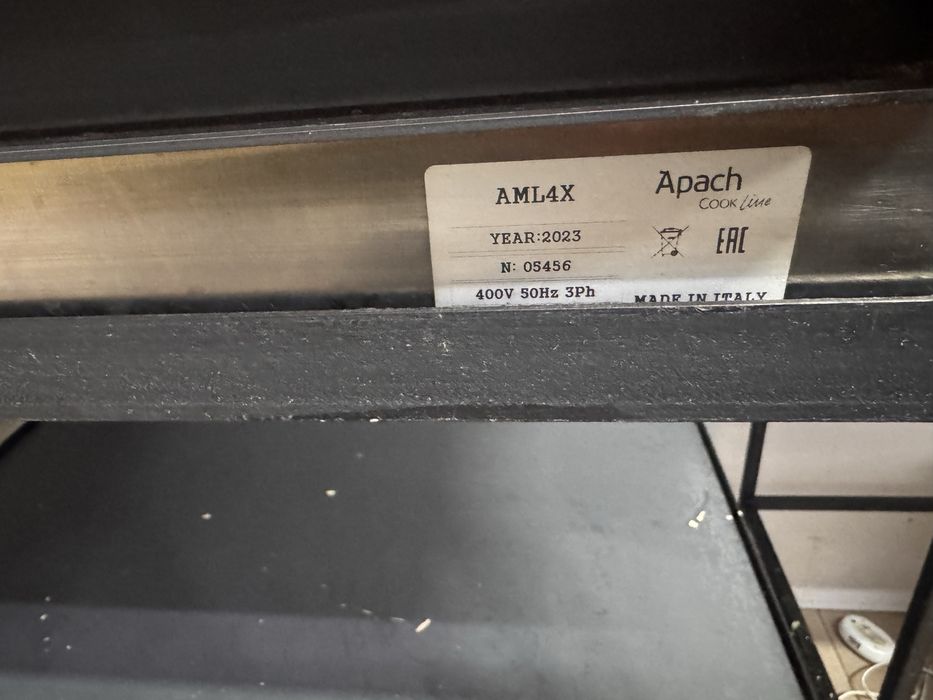 AML4X
YEAR:2023
N: 05456
400V 50Hz 3Ph
Apach
COOK Line
EAC
MADE IN ITALY